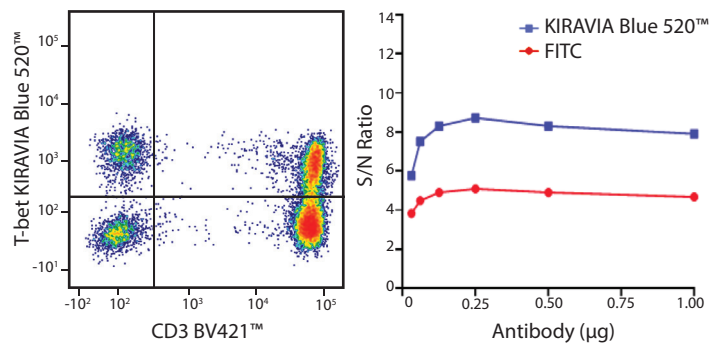 T-bet KIRAVIA Blue 520™
10⁵
10⁴
10³
10²
-10¹
-10² 10² 10³ 10⁴ 10⁵
CD3 BV421™
S/N Ratio
14
12
10
8
6
4
2
0
0 0.25 0.50 0.75 1.00
Antibody (µg)
KIRAVIA Blue 520™
FITC